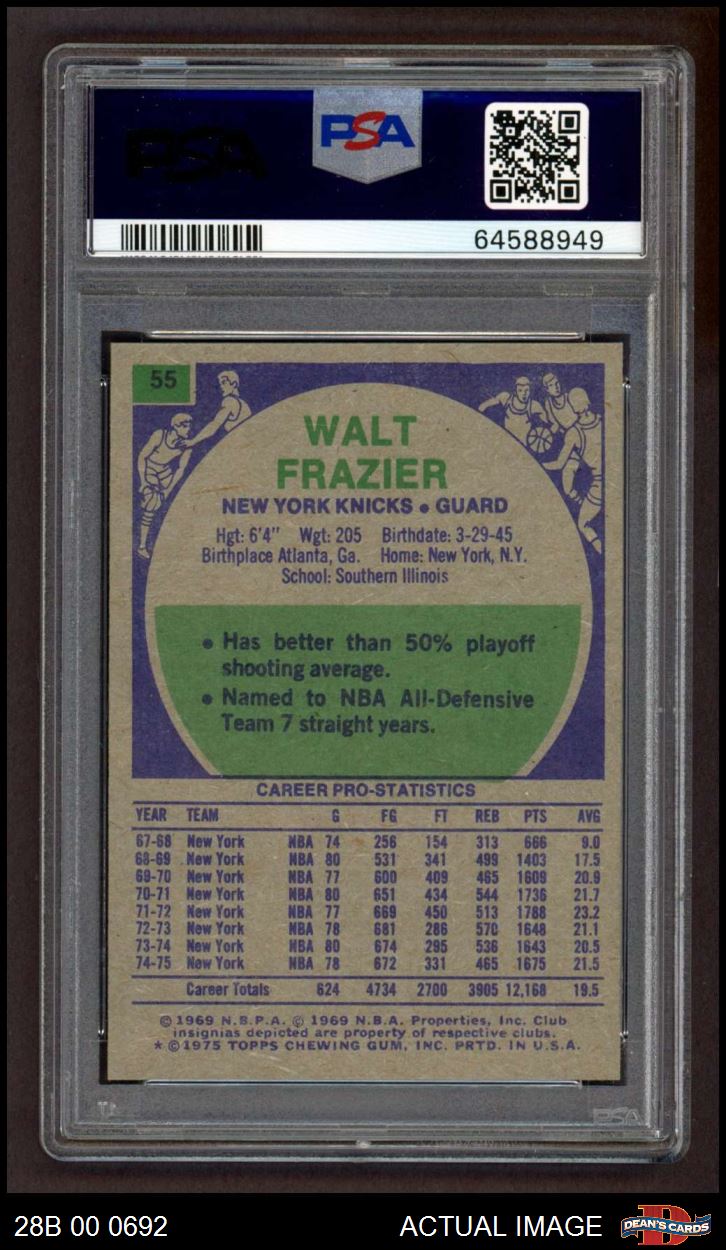 PSA
PSA
64588949
55
WALT
FRAZIER
NEW YORK KNICKS • GUARD
Hgt: 6'4" Wgt: 205 Birthdate: 3-29-45
Birthplace Atlanta, Ga. Home: New York, N.Y.
School: Southern Illinois
• Has better than 50% playoff
shooting average.
• Named to NBA All-Defensive
Team 7 straight years.
CAREER PRO-STATISTICS
YEAR TEAM G FG FT REB PTS AVG
67-68 New York NBA 74 256 154 313 666 9.0
68-69 New York NBA 80 531 341 499 1403 17.5
69-70 New York NBA 77 600 409 465 1609 20.9
70-71 New York NBA 80 651 434 544 1736 21.7
71-72 New York NBA 77 669 450 513 1788 23.2
72-73 New York NBA 78 681 286 570 1648 21.1
73-74 New York NBA 80 674 295 536 1643 20.5
74-75 New York NBA 78 672 331 465 1675 21.5
Career Totals 624 4734 2700 3905 12,168 19.5
© 1969 N.B.P.A. © 1969 N.B.A. Properties, Inc. Club
insignias depicted are property of respective clubs.
* © 1975 TOPPS CHEWING GUM, INC. PRTD. IN U.S.A.
PSA
28B 00 0692
ACTUAL IMAGE
DEAN'S CARDS